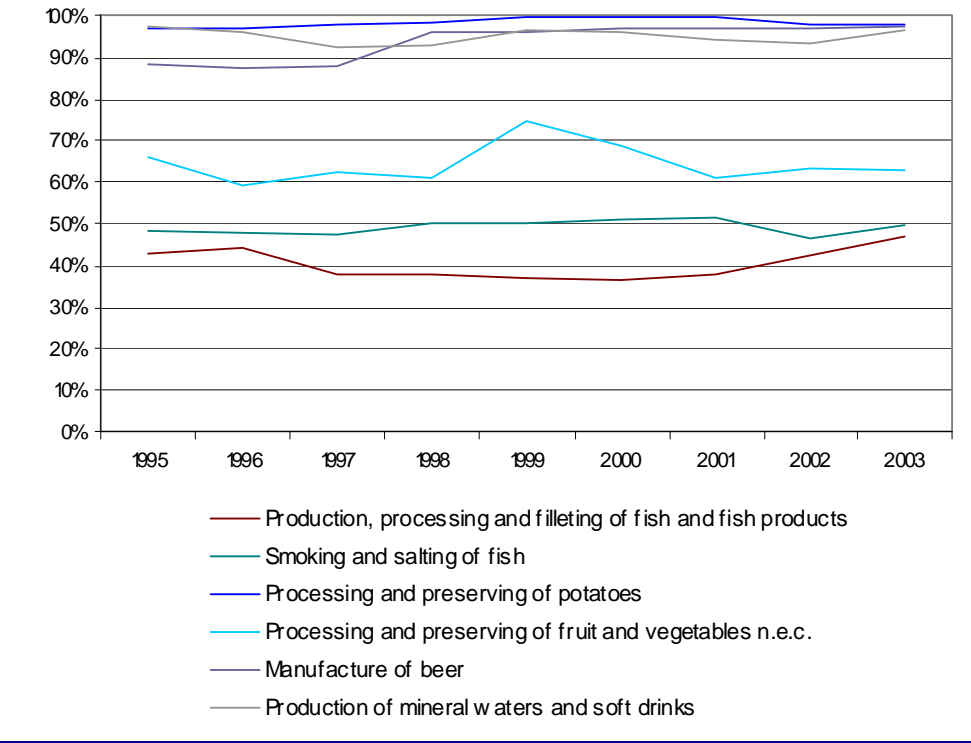 100%
90%
80%
70%
60%
50%
40%
30%
20%
10%
0%
1995 1996 1997 1998 1999 2000 2001 2002 2003
Production, processing and filleting of fish and fish products
Smoking and salting of fish
Processing and preserving of potatoes
Processing and preserving of fruit and vegetables n.e.c.
Manufacture of beer
Production of mineral waters and soft drinks